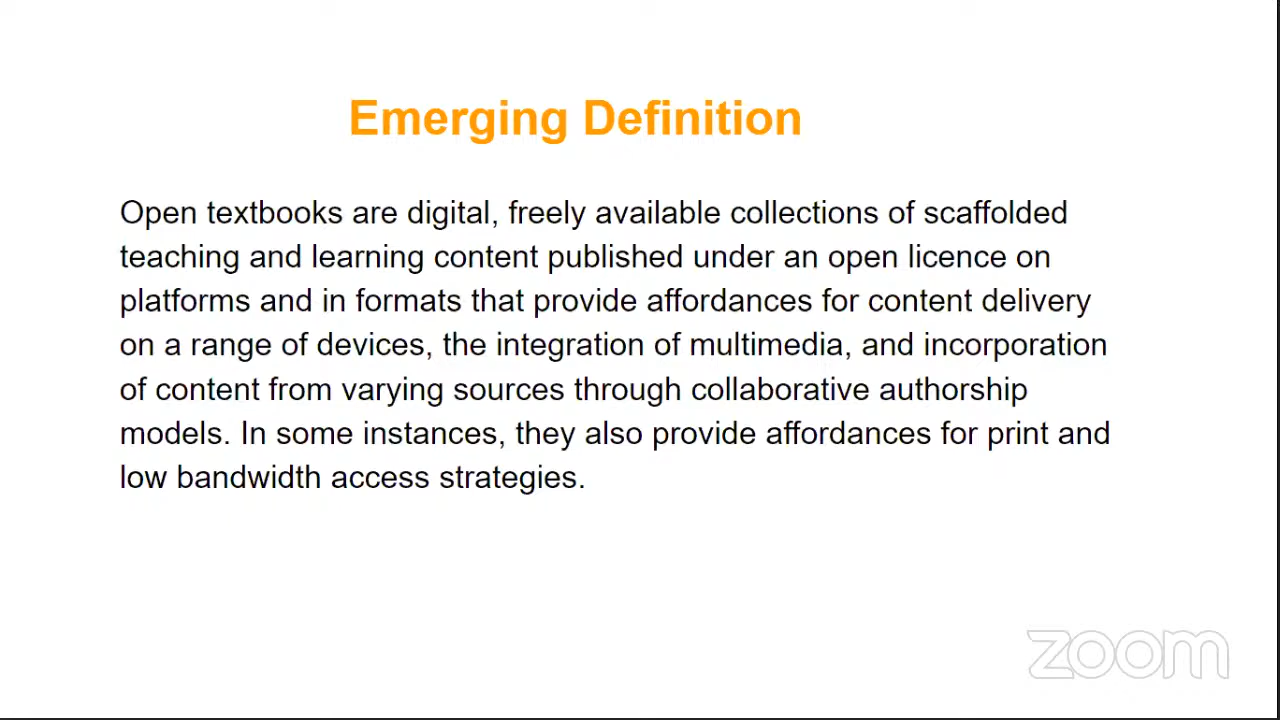 Emerging Definition
Open textbooks are digital, freely available collections of scaffolded
teaching and learning content published under an open licence on
platforms and in formats that provide affordances for content delivery
on a range of devices, the integration of multimedia, and incorporation
of content from varying sources through collaborative authorship
models. In some instances, they also provide affordances for print and
low bandwidth access strategies.
zoom